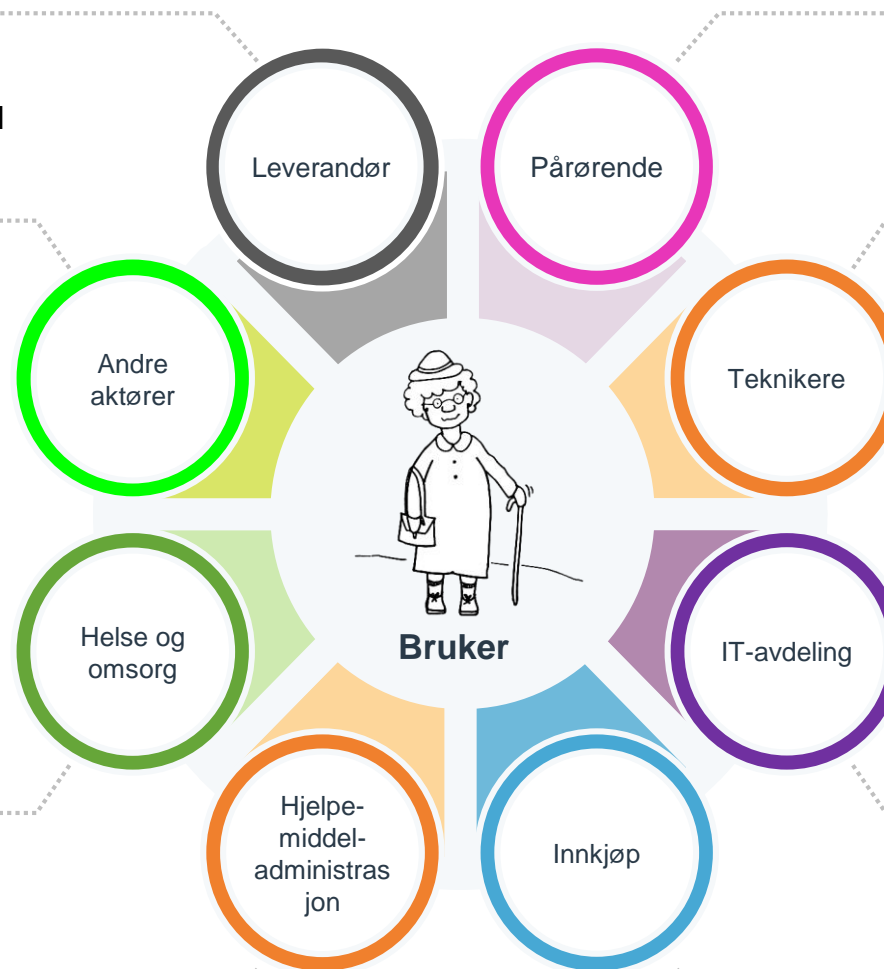 Leverandør
Pårørende
Andre
aktører
Teknikere
Helse og
omsorg
Bruker
IT-avdeling
Hjelpe-
middel-
administras
jon
Innkjøp